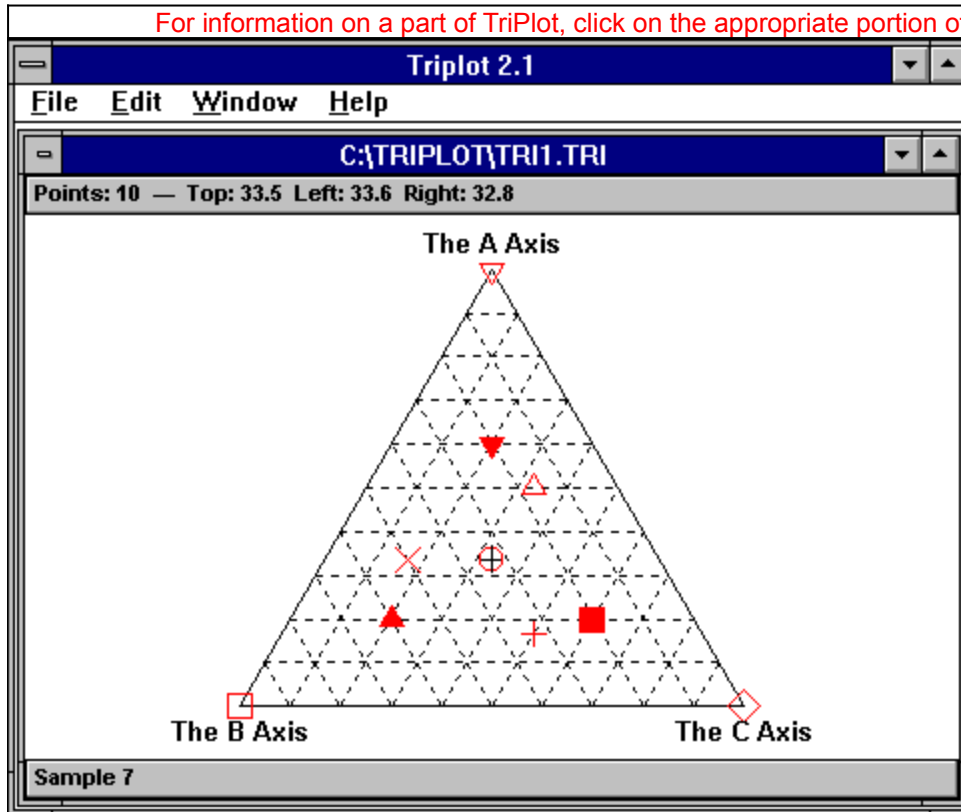 For information on a part of TriPlot, click on the appropriate portion of
Triplot 2.1
File Edit Window Help
C:\TRIPLOT\TRI1.TRI
Points: 10 — Top: 33.5 Left: 33.6 Right: 32.8
The A Axis
The B Axis The C Axis
Sample 7